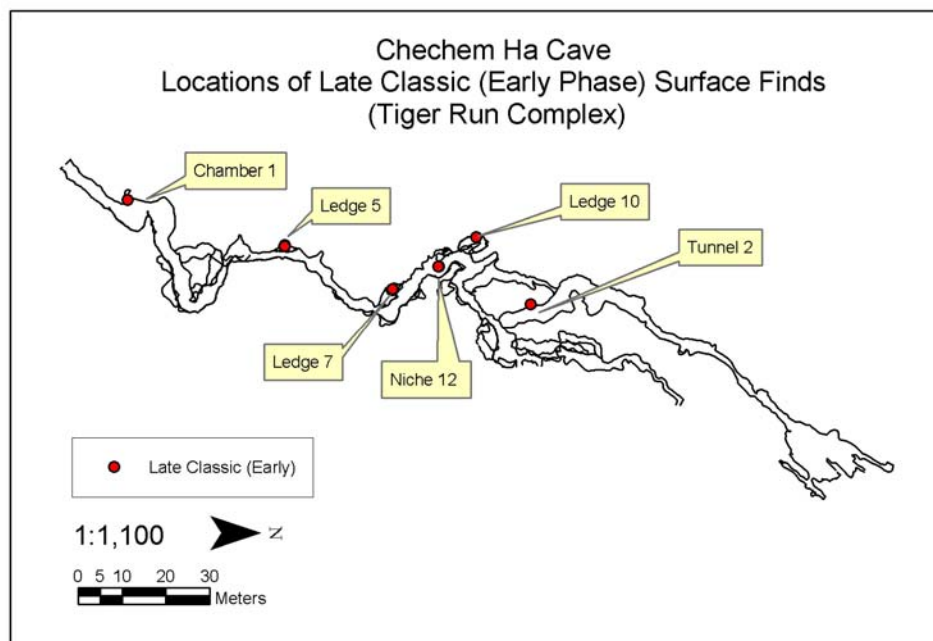 Chechem Ha Cave
Locations of Late Classic (Early Phase) Surface Finds
(Tiger Run Complex)
Chamber 1
Ledge 5
Ledge 10
Tunnel 2
Ledge 7
Niche 12
Late Classic (Early)
1:1,100
N
0 5 10 20 30
Meters